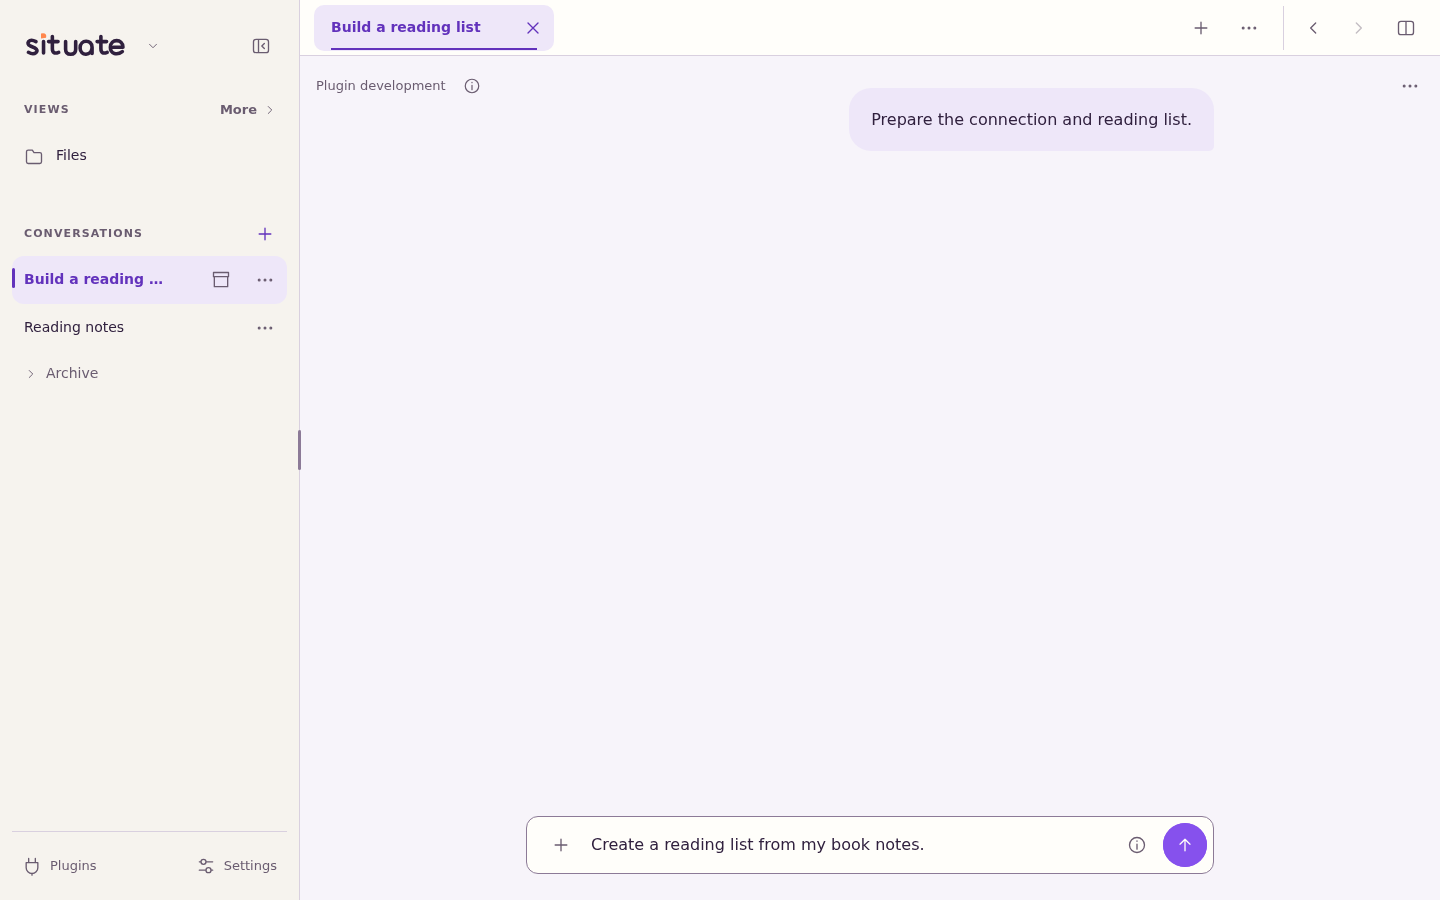 situate
VIEWS
More
Files
CONVERSATIONS
Build a reading ...
Reading notes
Archive
Plugins
Settings
Build a reading list
Plugin development
Prepare the connection and reading list.
Create a reading list from my book notes.